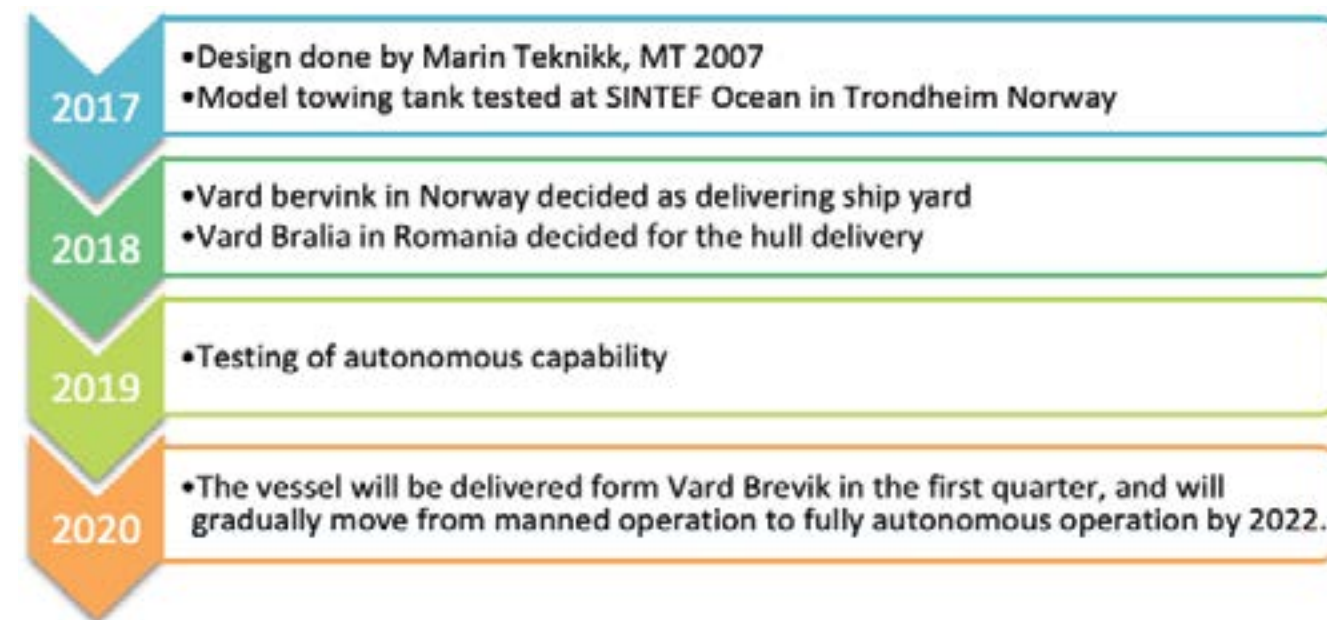 2017
•Design done by Marin Teknikk, MT 2007
•Model towing tank tested at SINTEF Ocean in Trondheim Norway
2018
•Vard bervink in Norway decided as delivering ship yard
•Vard Bralia in Romania decided for the hull delivery
2019
•Testing of autonomous capability
2020
•The vessel will be delivered form Vard Brevik in the first quarter, and will
gradually move from manned operation to fully autonomous operation by 2022.